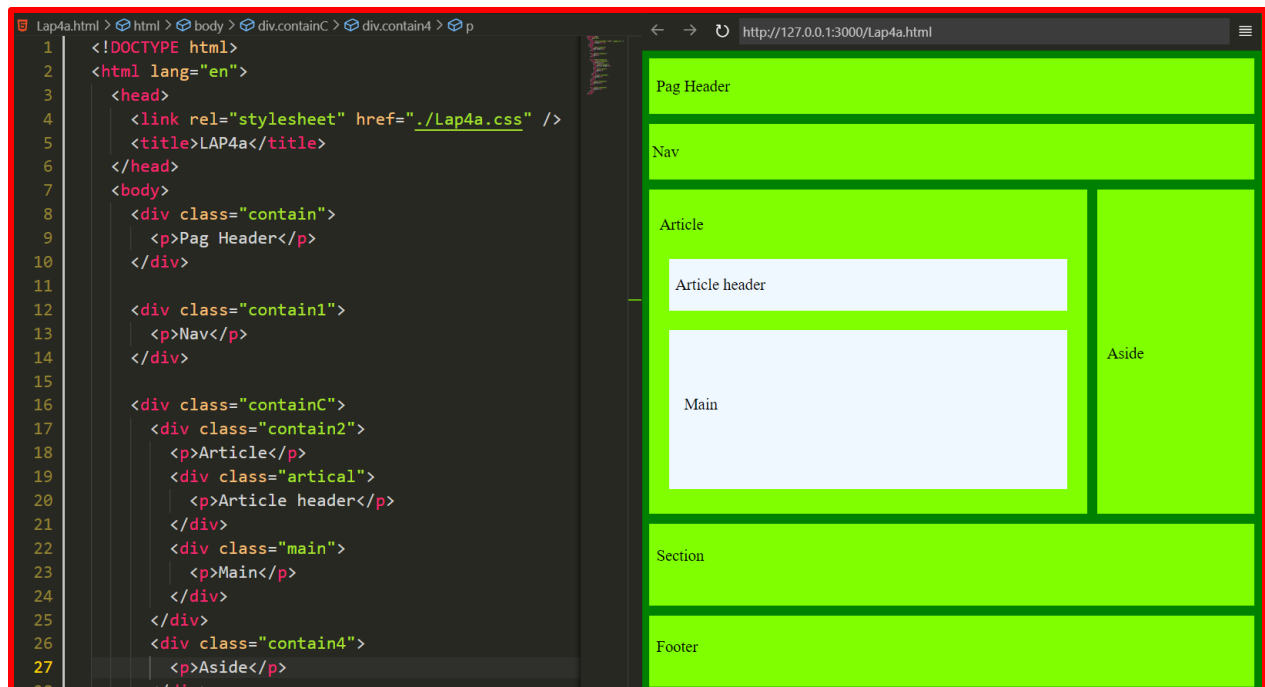 Lap4a.html > html > body > div.containC > div.contain4 > p
1 <!DOCTYPE html>
2 <html lang="en">
3 <head>
4 <link rel="stylesheet" href="./Lap4a.css" />
5 <title>LAP4a</title>
6 </head>
7 <body>
8 <div class="contain">
9 <p>Pag Header</p>
10 </div>
11
12 <div class="contain1">
13 <p>Nav</p>
14 </div>
15
16 <div class="containC">
17 <div class="contain2">
18 <p>Article</p>
19 <div class="artical">
20 <p>Article header</p>
21 </div>
22 <div class="main">
23 <p>Main</p>
24 </div>
25 </div>
26 <div class="contain4">
27 <p>Aside</p>
http://127.0.0.1:3000/Lap4a.html
Pag Header
Nav
Article
Article header
Main
Aside
Section
Footer